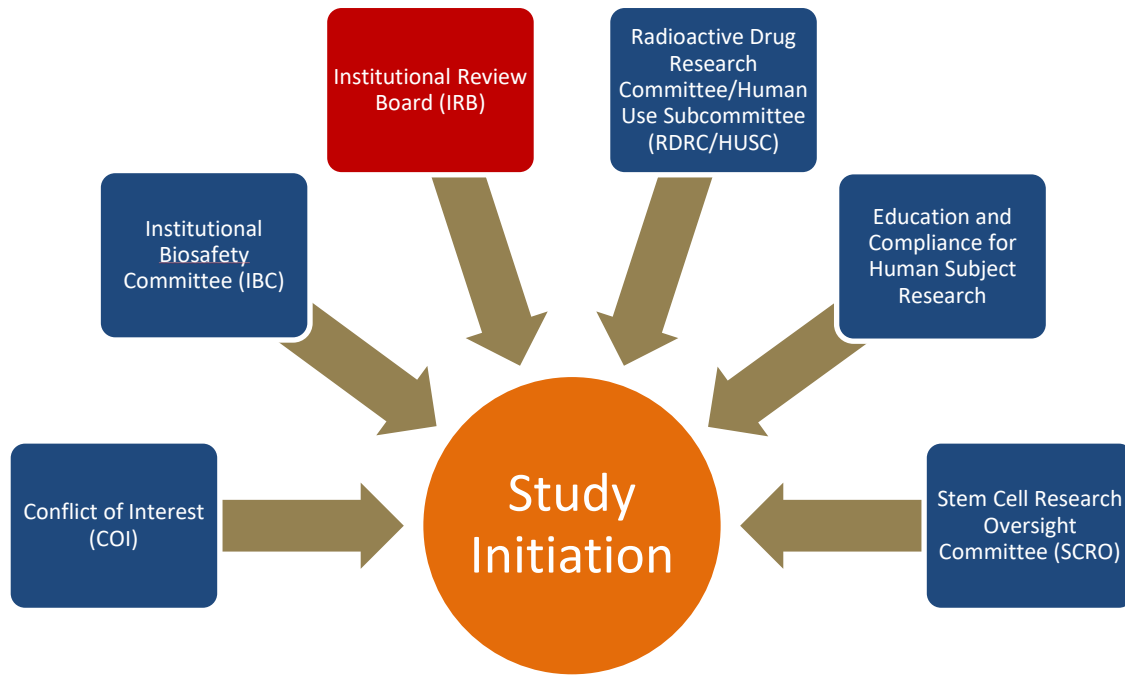 Institutional Review
Board (IRB)
Radioactive Drug
Research
Committee/Human
Use Subcommittee
(RDRC/HUSC)
Institutional
Biosafety
Committee (IBC)
Education and
Compliance for
Human Subject
Research
Conflict of Interest
(COI)
Study
Initiation
Stem Cell Research
Oversight
Committee (SCRO)